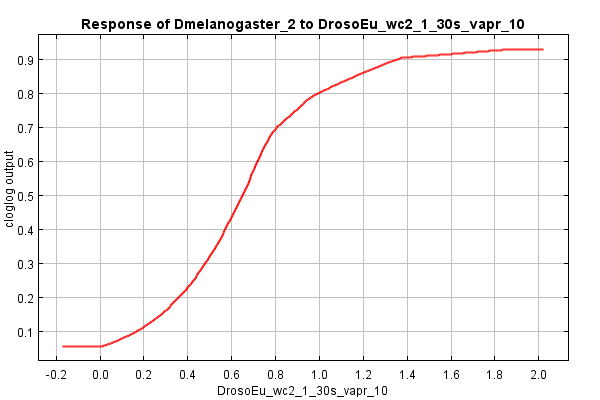 Response of Dmelanogaster_2 to DrosoEu_wc2_1_30s_vapr_10
cloglog output
0.9
0.8
0.7
0.6
0.5
0.4
0.3
0.2
0.1
-0.2 0.0 0.2 0.4 0.6 0.8 1.0 1.2 1.4 1.6 1.8 2.0
DrosoEu_wc2_1_30s_vapr_10